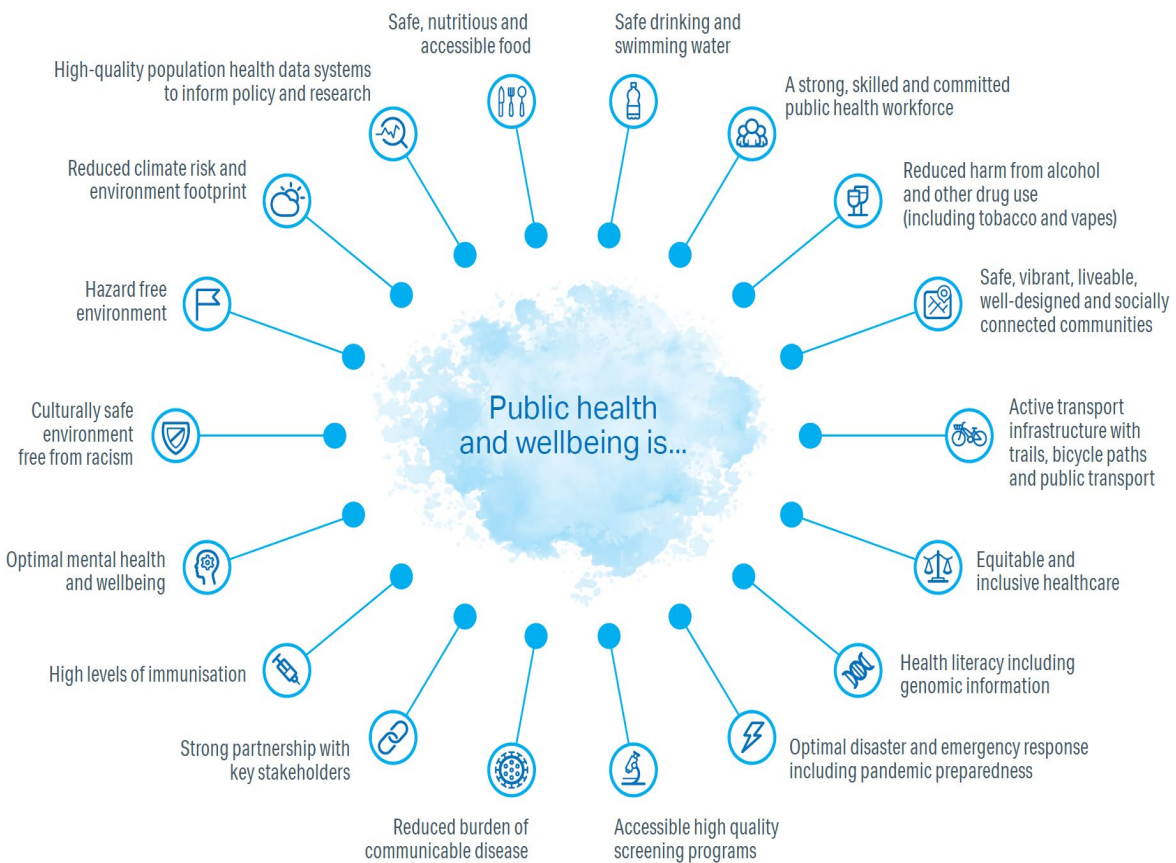 Public health
and wellbeing is...
Safe, nutritious and
accessible food
Safe drinking and
swimming water
A strong, skilled and committed
public health workforce
Reduced harm from alcohol
and other drug use
(including tobacco and vapes)
Safe, vibrant, liveable,
well-designed and socially
connected communities
Active transport
infrastructure with
trails, bicycle paths
and public transport
Equitable and
inclusive healthcare
Health literacy including
genomic information
Optimal disaster and emergency response
including pandemic preparedness
Accessible high quality
screening programs
Reduced burden of
communicable disease
Strong partnership with
key stakeholders
High levels of immunisation
Optimal mental health
and wellbeing
Culturally safe
environment
free from racism
Hazard free
environment
Reduced climate risk and
environment footprint
High-quality population health data systems
to inform policy and research